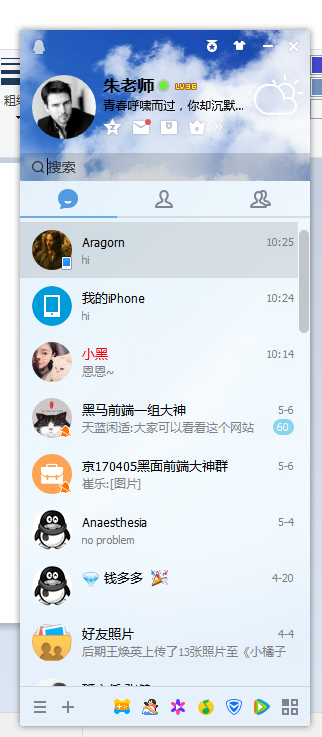 粗细
朱老师 LV36
青春呼啸而过，你却沉默...
搜索
Aragorn 10:25
hi
我的iPhone 10:24
hi
小黑 10:14
恩恩~
黑马前端一组大神 5-6
天蓝闲适:大家可以看看这个网站 60
京170405黑面前端大神群 5-6
崔乐:[图片]
Anaesthesia 5-4
no problem
钱多多 4-20
好友照片 4-4
后期王焕英上传了13张照片至《小橘子